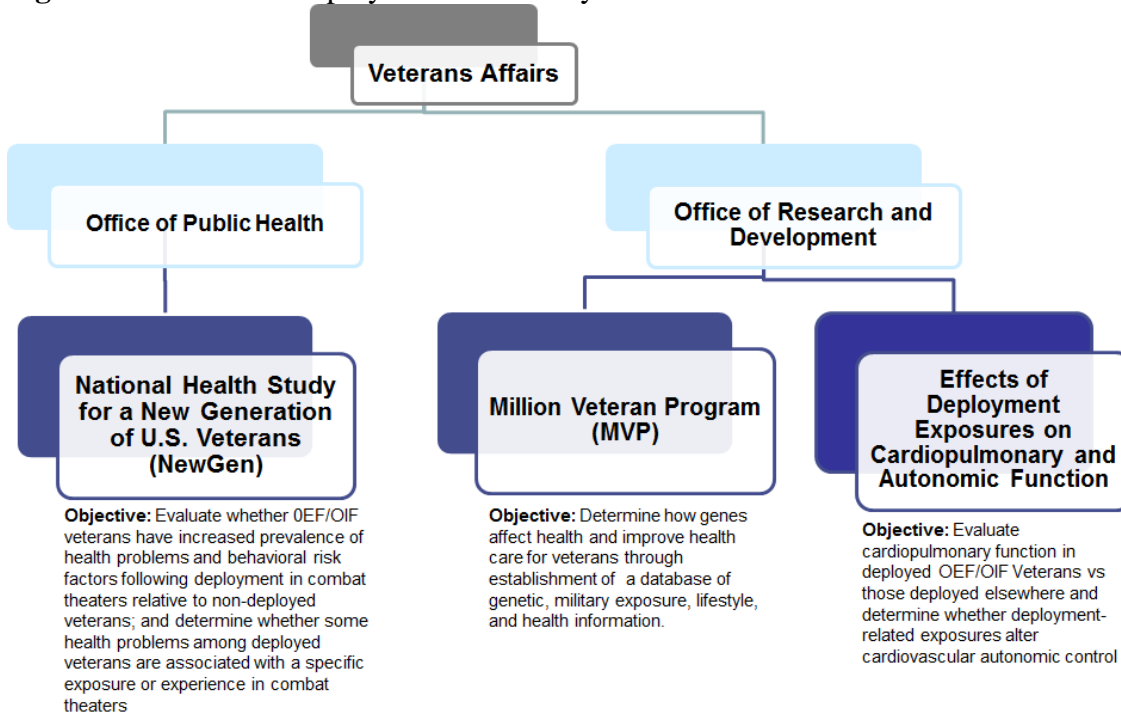 Veterans Affairs
Office of Public Health
Office of Research and
Development
National Health Study
for a New Generation
of U.S. Veterans
(NewGen)
Objective: Evaluate whether 0EF/OIF
veterans have increased prevalence of
health problems and behavioral risk
factors following deployment in combat
theaters relative to non-deployed
veterans; and determine whether some
health problems among deployed
veterans are associated with a specific
exposure or experience in combat
theaters
Million Veteran Program
(MVP)
Objective: Determine how genes
affect health and improve health
care for veterans through
establishment of a database of
genetic, military exposure, lifestyle,
and health information.
Effects of
Deployment
Exposures on
Cardiopulmonary and
Autonomic Function
Objective: Evaluate
cardiopulmonary function in
deployed OEF/OIF Veterans vs
those deployed elsewhere and
determine whether deployment-
related exposures alter
cardiovascular autonomic control